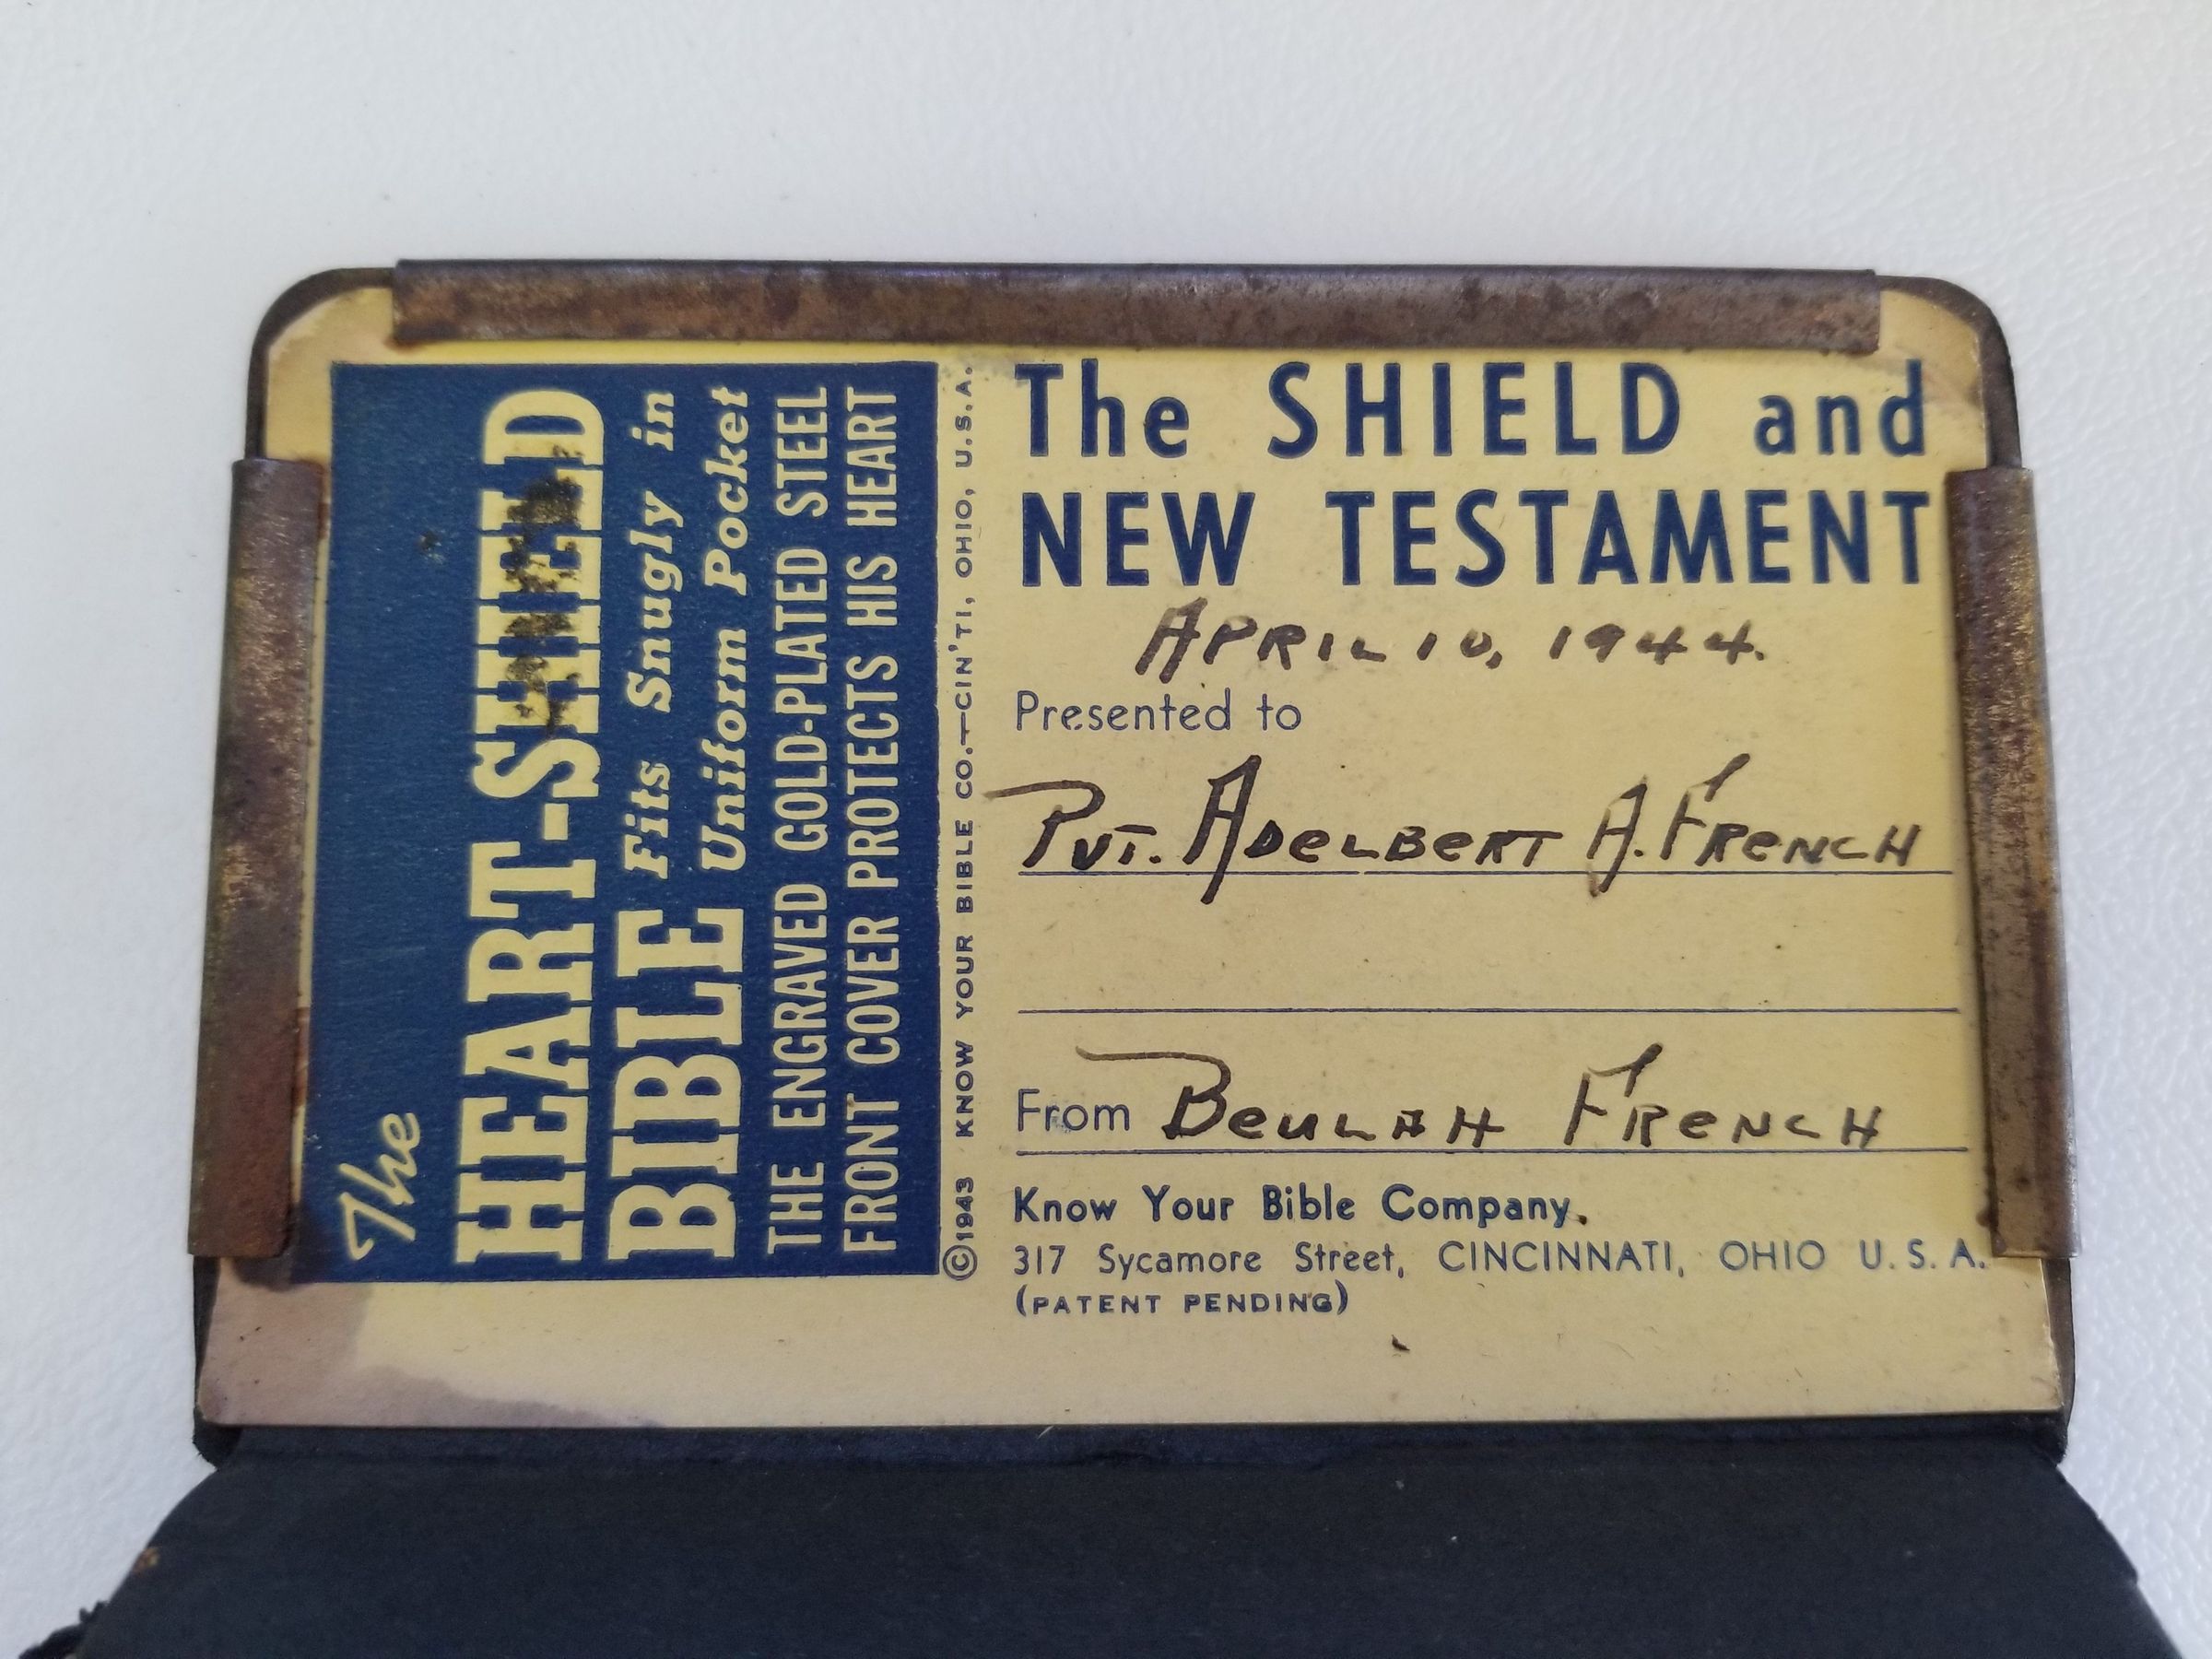 The
HEART-SHIELD
BIBLE Fits Snugly in
Uniform Pocket
THE ENGRAVED GOLD-PLATED STEEL
FRONT COVER PROTECTS HIS HEART
©1943 KNOW YOUR BIBLE CO.—CIN'TI, OHIO, U.S.A.
The SHIELD and
NEW TESTAMENT
APRIL 10, 1944.
Presented to
PVT. ADELBERT A. FRENCH
From BEULAH FRENCH
Know Your Bible Company.
317 Sycamore Street, CINCINNATI, OHIO U.S.A.
(PATENT PENDING)